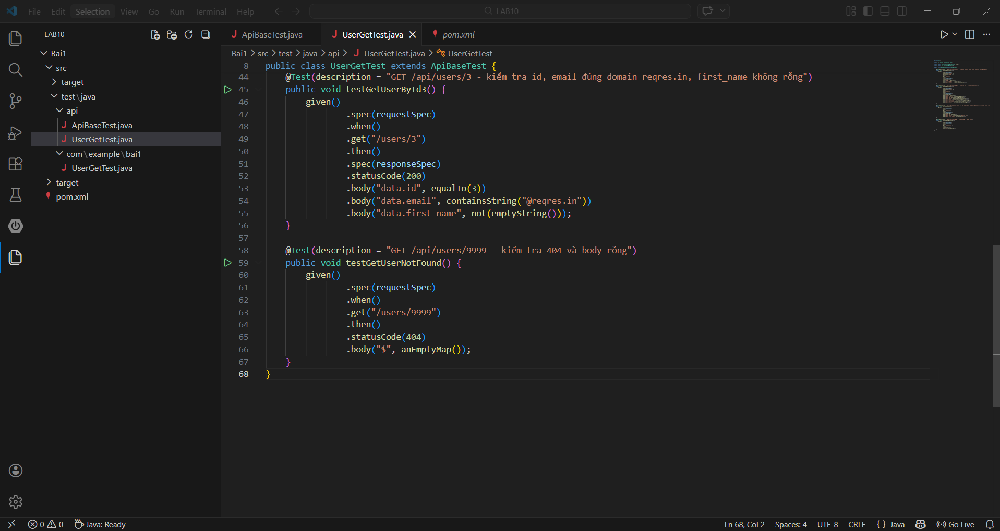 File Edit Selection View Go Run Terminal Help LAB10
LAB10
Bai1
src
target
test\java
api
ApiBaseTest.java
UserGetTest.java
com\example\bai1
UserGetTest.java
target
pom.xml
ApiBaseTest.java UserGetTest.java pom.xml
Bai1 > src > test > java > api > UserGetTest.java > UserGetTest
8 public class UserGetTest extends ApiBaseTest {
44 @Test(description = "GET /api/users/3 - kiểm tra id, email đúng domain reqres.in, first_name không rỗng")
45 public void testGetUserById3() {
46 given()
47 .spec(requestSpec)
48 .when()
49 .get("/users/3")
50 .then()
51 .spec(responseSpec)
52 .statusCode(200)
53 .body("data.id", equalTo(3))
54 .body("data.email", containsString("@reqres.in"))
55 .body("data.first_name", not(emptyString()));
56 }
57
58 @Test(description = "GET /api/users/9999 - kiểm tra 404 và body rỗng")
59 public void testGetUserNotFound() {
60 given()
61 .spec(requestSpec)
62 .when()
63 .get("/users/9999")
64 .then()
65 .statusCode(404)
66 .body("$", anEmptyMap());
67 }
68 }
0 0 Java: Ready Ln 68, Col 2 Spaces: 4 UTF-8 CRLF {} Java Go Live